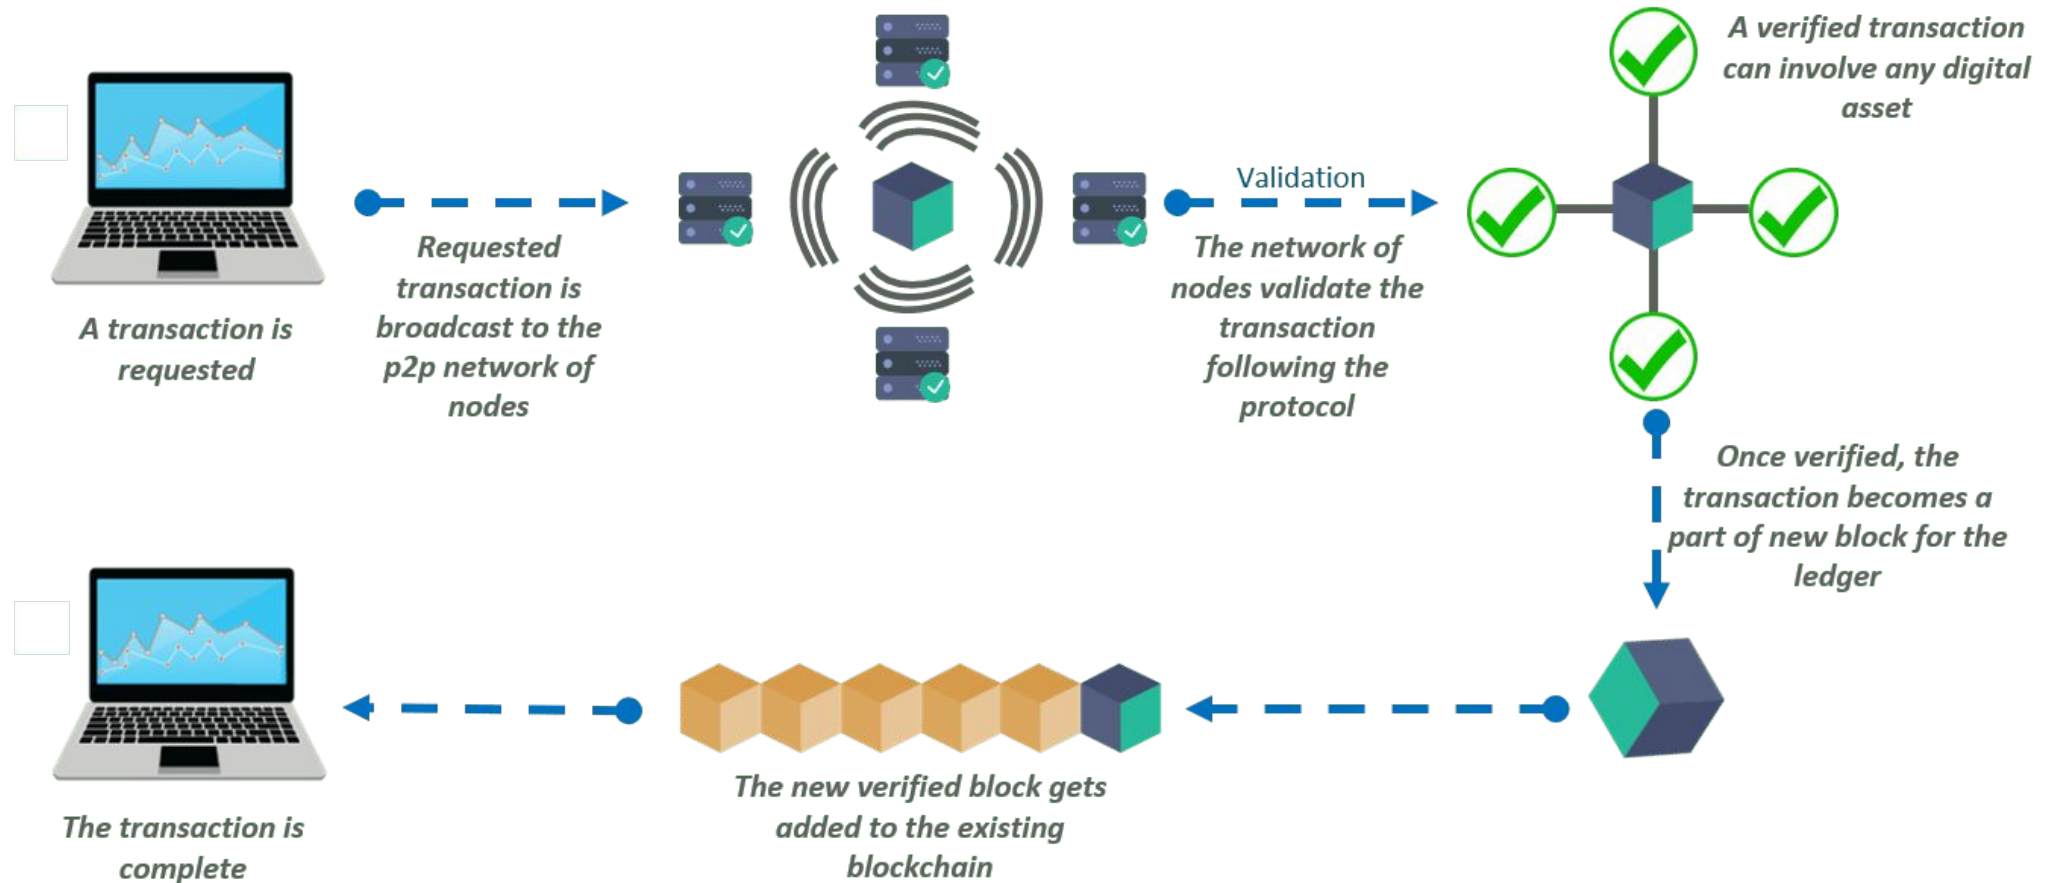 A transaction is
requested
Requested
transaction is
broadcast to the
p2p network of
nodes
Validation
The network of
nodes validate the
transaction
following the
protocol
A verified transaction
can involve any digital
asset
Once verified, the
transaction becomes a
part of new block for the
ledger
The new verified block gets
added to the existing
blockchain
The transaction is
complete